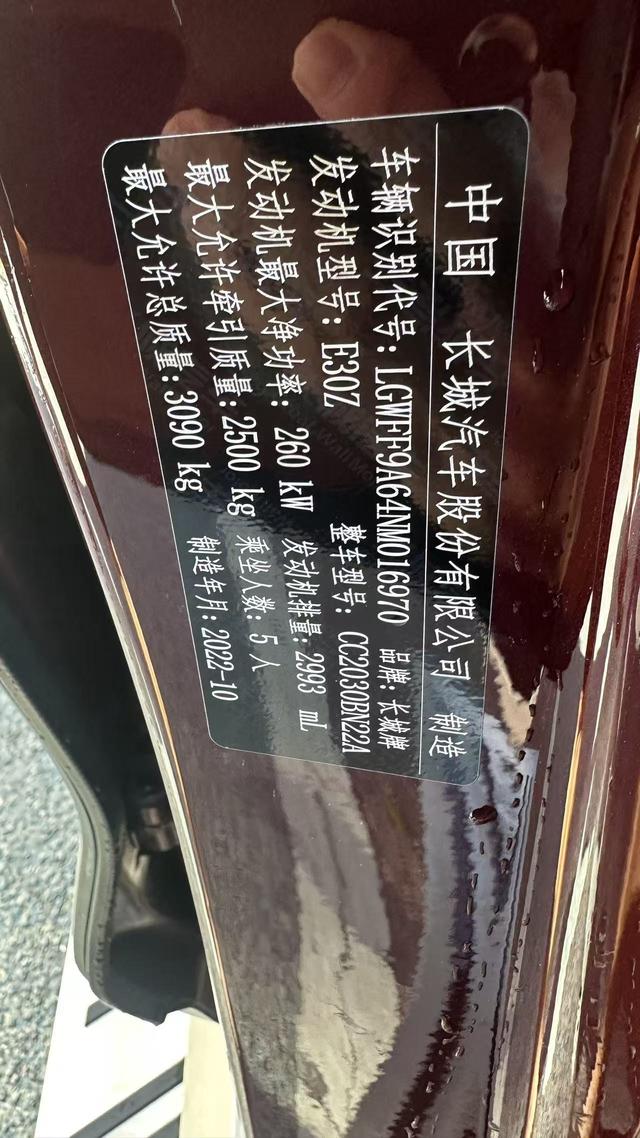 中国 长城汽车股份有限公司 制造
车辆识别代号：LGWFF9A64NM016970 品牌：长城牌
发动机型号：E30Z 整车型号：CC2030BN22A
发动机最大净功率：260 kW 发动机排量：2993 mL
最大允许牵引质量：2500 kg 乘坐人数：5人
最大允许总质量：3090 kg 制造年月：2022-10